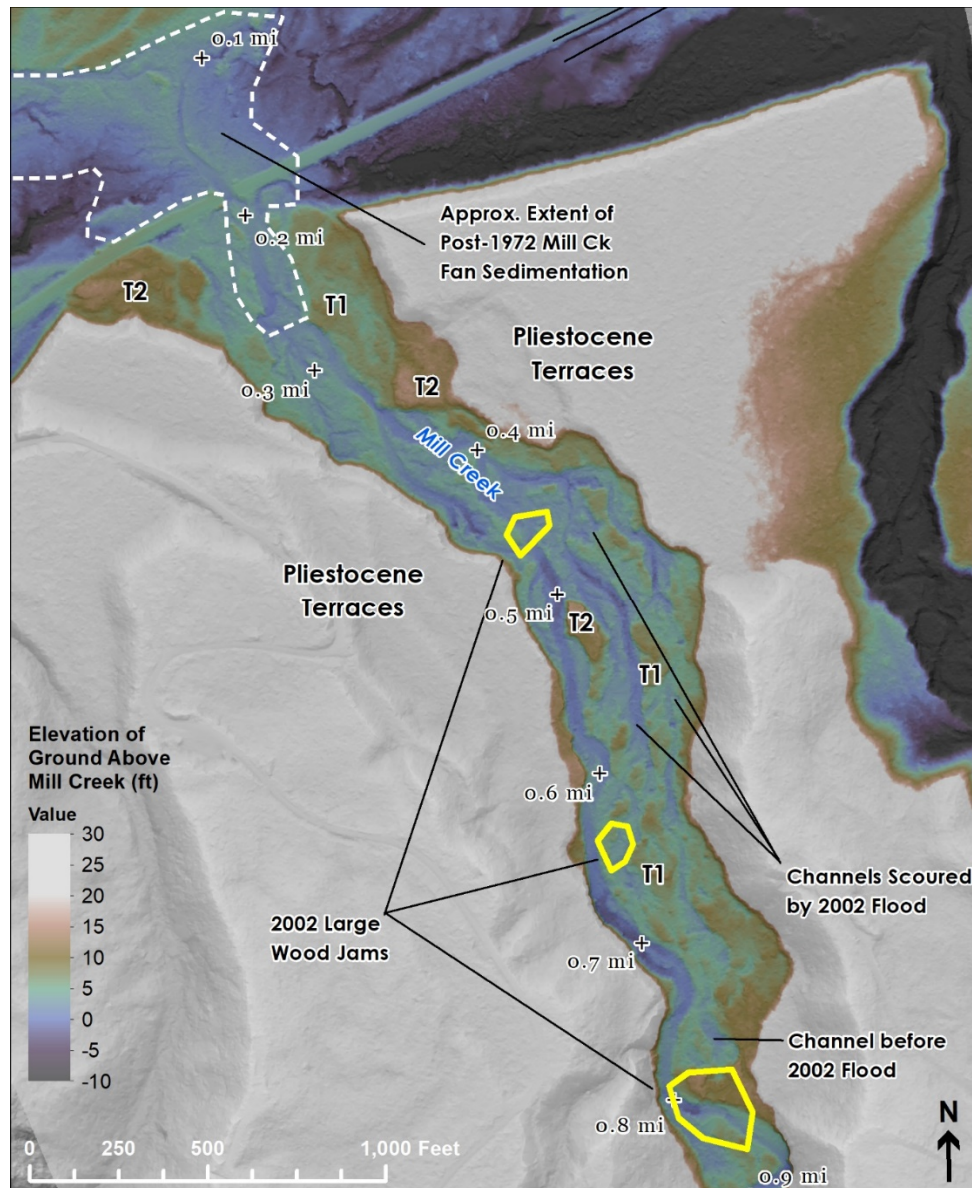 0.1 mi
Approx. Extent of
Post-1972 Mill Ck
Fan Sedimentation
0.2 mi
T2
T1
Pliestocene
Terraces
0.3 mi
T2
0.4 mi
Mill Creek
Pliestocene
Terraces
0.5 mi
T2
T1
Elevation of
Ground Above
Mill Creek (ft)
Value
30
25
20
15
10
5
0
-5
-10
0.6 mi
T1
Channels Scoured
by 2002 Flood
2002 Large
Wood Jams
0.7 mi
Channel before
2002 Flood
0.8 mi
0.9 mi
N
0 250 500 1,000 Feet